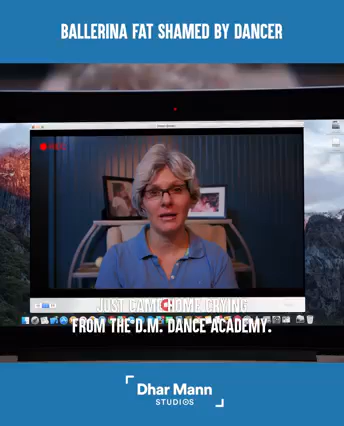 BALLERINA FAT SHAMED BY DANCER
JUST CAME HOME CRYING
FROM THE D.M. DANCE ACADEMY.
Dhar Mann
STUDIOS